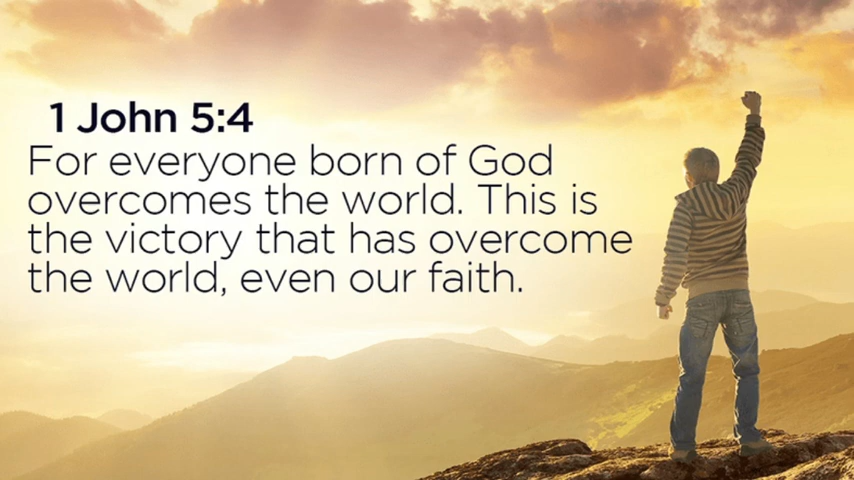 1 John 5:4
For everyone born of God
overcomes the world. This is
the victory that has overcome
the world, even our faith.